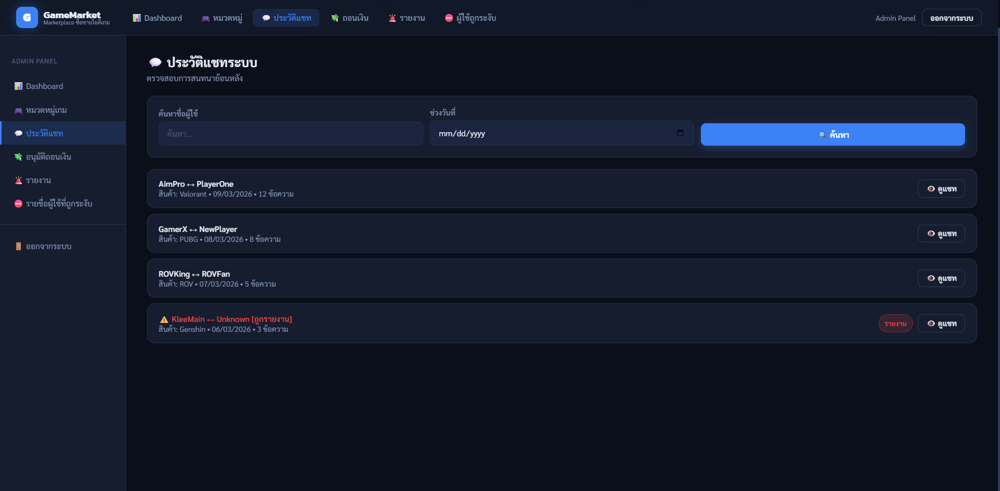 G
GameMarket
Marketplace ซื้อขายไอดีเกม
Dashboard
หมวดหมู่
ประวัติแชท
ถอนเงิน
รายงาน
ผู้ใช้ถูกระงับ
Admin Panel
ออกจากระบบ
ADMIN PANEL
Dashboard
หมวดหมู่เกม
ประวัติแชท
อนุมัติถอนเงิน
รายงาน
รายชื่อผู้ใช้ที่ถูกระงับ
ออกจากระบบ
ประวัติแชทระบบ
ตรวจสอบการสนทนาย้อนหลัง
ค้นหาชื่อผู้ใช้
ค้นหา...
ช่วงวันที่
mm/dd/yyyy
ค้นหา
AimPro ↔ PlayerOne
สินค้า: Valorant • 09/03/2026 • 12 ข้อความ
ดูแชท
GamerX ↔ NewPlayer
สินค้า: PUBG • 08/03/2026 • 8 ข้อความ
ดูแชท
ROVKing ↔ ROVFan
สินค้า: ROV • 07/03/2026 • 5 ข้อความ
ดูแชท
KleeMain ↔ Unknown [ถูกรายงาน]
สินค้า: Genshin • 06/03/2026 • 3 ข้อความ
รายงาน
ดูแชท